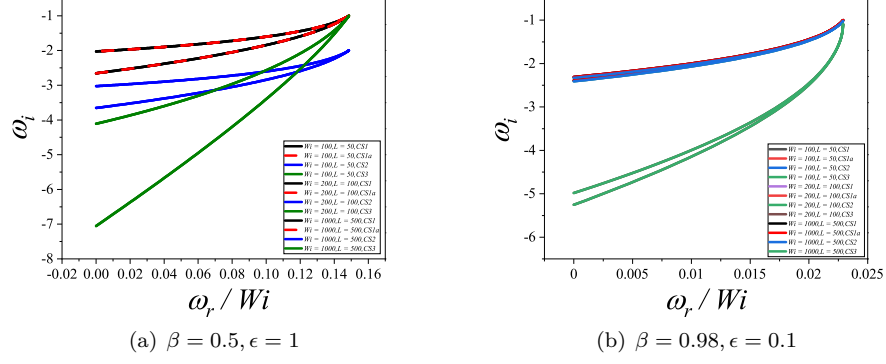 -1
-2
-3
-4
-5
-6
-7
-8
ω_i
-0.02 0.00 0.02 0.04 0.06 0.08 0.10 0.12 0.14 0.16
ω_r / Wi
Wi = 100,L = 50,CS1
Wi = 100,L = 50,CS1a
Wi = 100,L = 50,CS2
Wi = 100,L = 50,CS3
Wi = 200,L = 100,CS1
Wi = 200,L = 100,CS1a
Wi = 200,L = 100,CS2
Wi = 200,L = 100,CS3
Wi = 1000,L = 500,CS1
Wi = 1000,L = 500,CS1a
Wi = 1000,L = 500,CS2
Wi = 1000,L = 500,CS3
(a) β = 0.5, ϵ = 1
-1
-2
-3
-4
-5
-6
ω_i
0 0.005 0.01 0.015 0.02 0.025
ω_r / Wi
Wi = 100,L = 50,CS1
Wi = 100,L = 50,CS1a
Wi = 100,L = 50,CS2
Wi = 100,L = 50,CS3
Wi = 200,L = 100,CS1
Wi = 200,L = 100,CS1a
Wi = 200,L = 100,CS2
Wi = 200,L = 100,CS3
Wi = 1000,L = 500,CS1
Wi = 1000,L = 500,CS1a
Wi = 1000,L = 500,CS2
Wi = 1000,L = 500,CS3
(b) β = 0.98, ϵ = 0.1